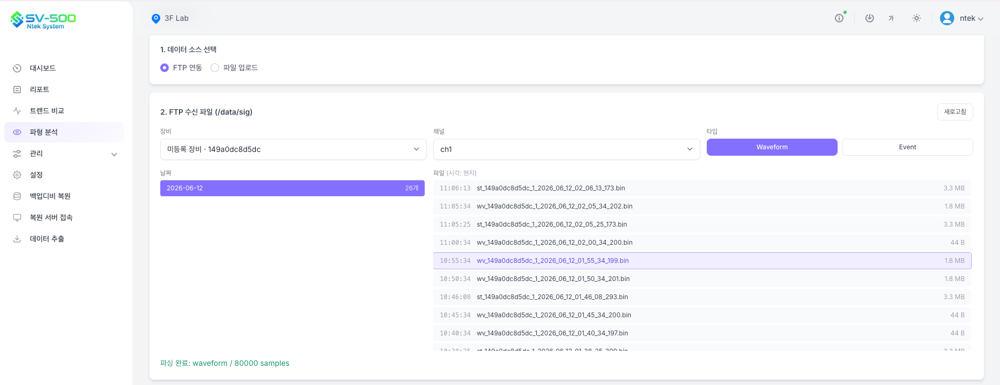 SV-500
Ntek System
3F Lab
가
ntek
대시보드
리포트
트렌드 비교
파형 분석
관리
설정
백업디비 복원
복원 서버 접속
데이터 추출
1. 데이터 소스 선택
FTP 연동
파일 업로드
2. FTP 수신 파일 (/data/sig)
새로고침
장비
채널
타입
미등록 장비 · 149a0dc8d5dc
ch1
Waveform
Event
날짜
파일 (시각: 현지)
2026-06-12 26개
11:06:13 st_149a0dc8d5dc_1_2026_06_12_02_06_13_173.bin 3.3 MB
11:05:34 wv_149a0dc8d5dc_1_2026_06_12_02_05_34_202.bin 1.8 MB
11:05:25 st_149a0dc8d5dc_1_2026_06_12_02_05_25_173.bin 3.3 MB
11:00:34 wv_149a0dc8d5dc_1_2026_06_12_02_00_34_200.bin 44 B
10:55:34 wv_149a0dc8d5dc_1_2026_06_12_01_55_34_199.bin 1.8 MB
10:50:34 wv_149a0dc8d5dc_1_2026_06_12_01_50_34_201.bin 1.8 MB
10:46:08 st_149a0dc8d5dc_1_2026_06_12_01_46_08_293.bin 3.3 MB
10:45:34 wv_149a0dc8d5dc_1_2026_06_12_01_45_34_200.bin 44 B
10:40:34 wv_149a0dc8d5dc_1_2026_06_12_01_40_34_197.bin 44 B
파싱 완료: waveform / 80000 samples